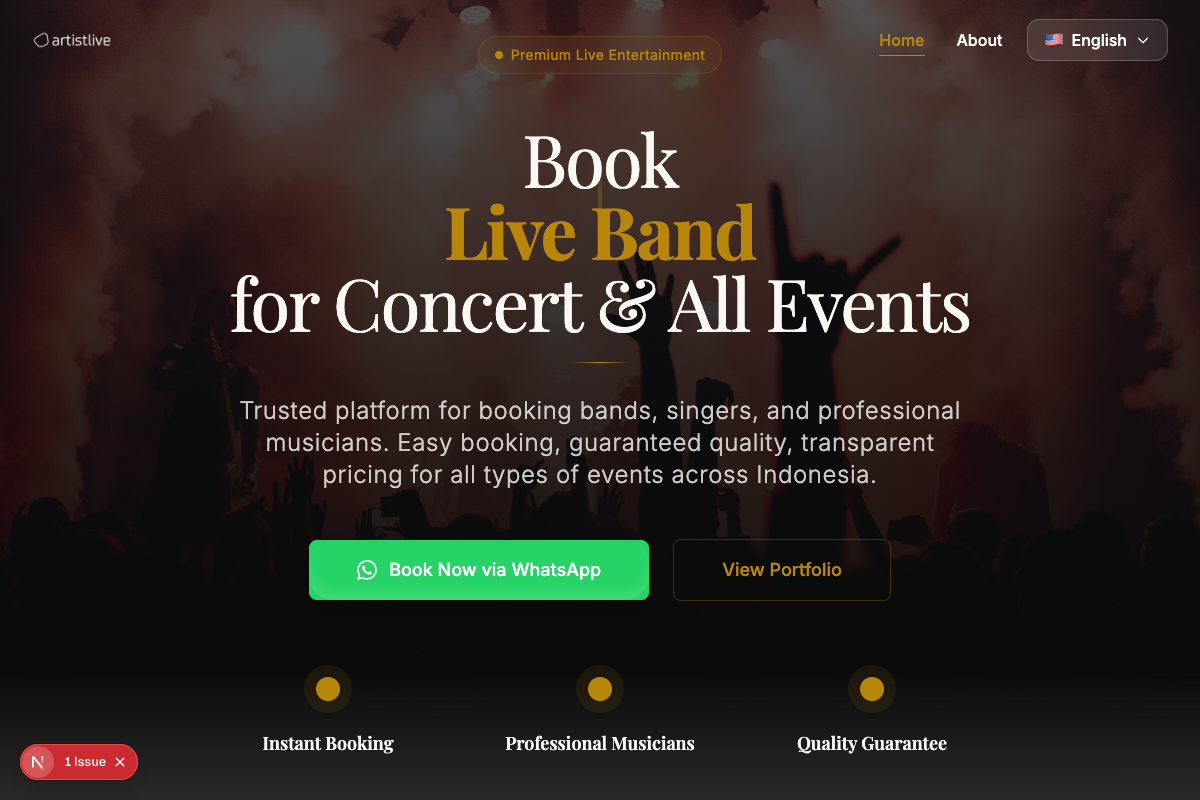 artistlive
Home
About
English
Premium Live Entertainment
Book
Live Band
for Concert & All Events
Trusted platform for booking bands, singers, and professional
musicians. Easy booking, guaranteed quality, transparent
pricing for all types of events across Indonesia.
Book Now via WhatsApp
View Portfolio
Instant Booking
Professional Musicians
Quality Guarantee
N
1 Issue